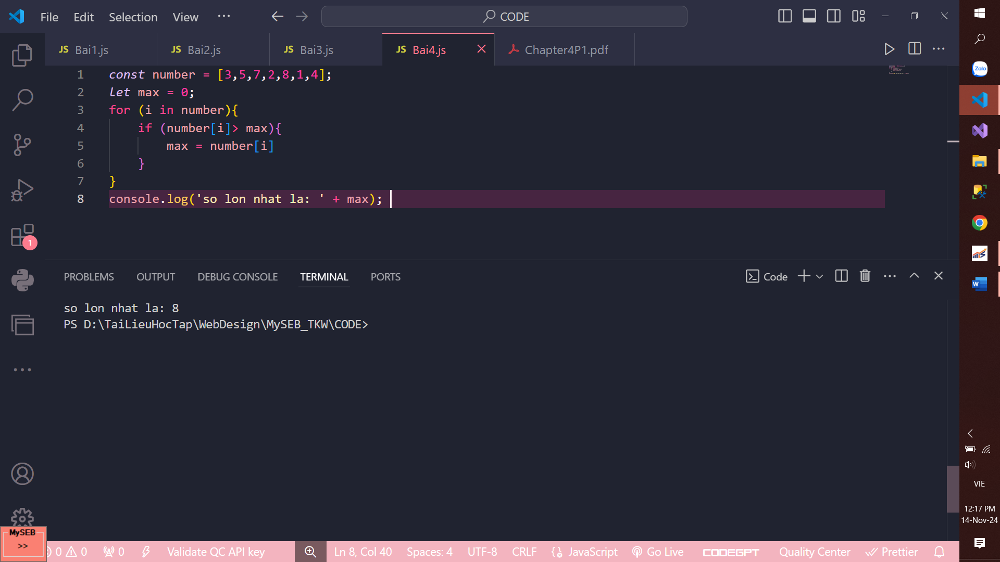 File Edit Selection View ... CODE
JS Bai1.js JS Bai2.js JS Bai3.js JS Bai4.js Chapter4P1.pdf
1 const number = [3,5,7,2,8,1,4];
2 let max = 0;
3 for (i in number){
4     if (number[i]> max){
5         max = number[i]
6     }
7 }
8 console.log('so lon nhat la: ' + max);
1
PROBLEMS OUTPUT DEBUG CONSOLE TERMINAL PORTS Code
so lon nhat la: 8
PS D:\TaiLieuHocTap\WebDesign\MySEB_TKW\CODE>
MySEB
>>
0 0 0 Validate QC API key Ln 8, Col 40 Spaces: 4 UTF-8 CRLF {} JavaScript Go Live CODEGPT Quality Center Prettier
Zalo
W
VIE
12:17 PM
14-Nov-24